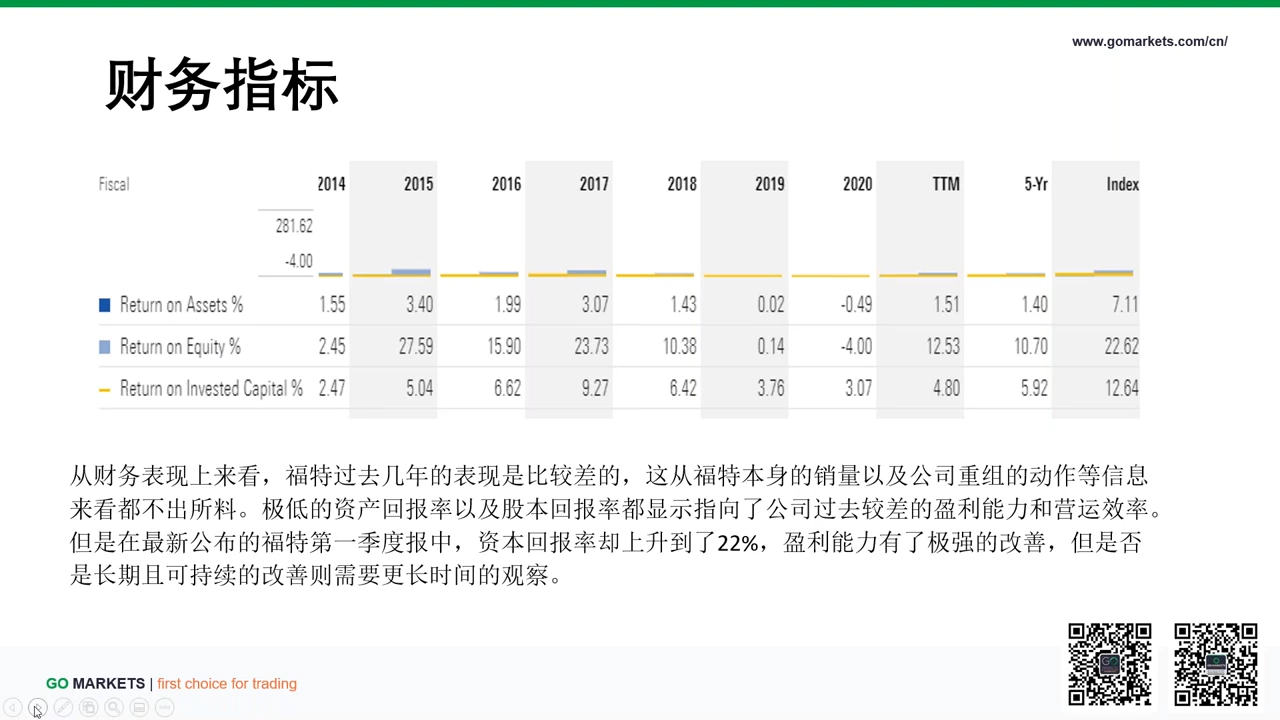 www.gomarkets.com/cn/
财务指标
Fiscal 2014 2015 2016 2017 2018 2019 2020 TTM 5-Yr Index
281.62
-4.00
Return on Assets % 1.55 3.40 1.99 3.07 1.43 0.02 -0.49 1.51 1.40 7.11
Return on Equity % 2.45 27.59 15.90 23.73 10.38 0.14 -4.00 12.53 10.70 22.62
Return on Invested Capital % 2.47 5.04 6.62 9.27 6.42 3.76 3.07 4.80 5.92 12.64
从财务表现上来看，福特过去几年的表现是比较差的，这从福特本身的销量以及公司重组的动作等信息
来看都不出所料。极低的资产回报率以及股本回报率都显示指向了公司过去较差的盈利能力和营运效率。
但是在最新公布的福特第一季度报中，资本回报率却上升到了22%，盈利能力有了极强的改善，但是否
是长期且可持续的改善则需要更长时间的观察。
GO MARKETS | first choice for trading